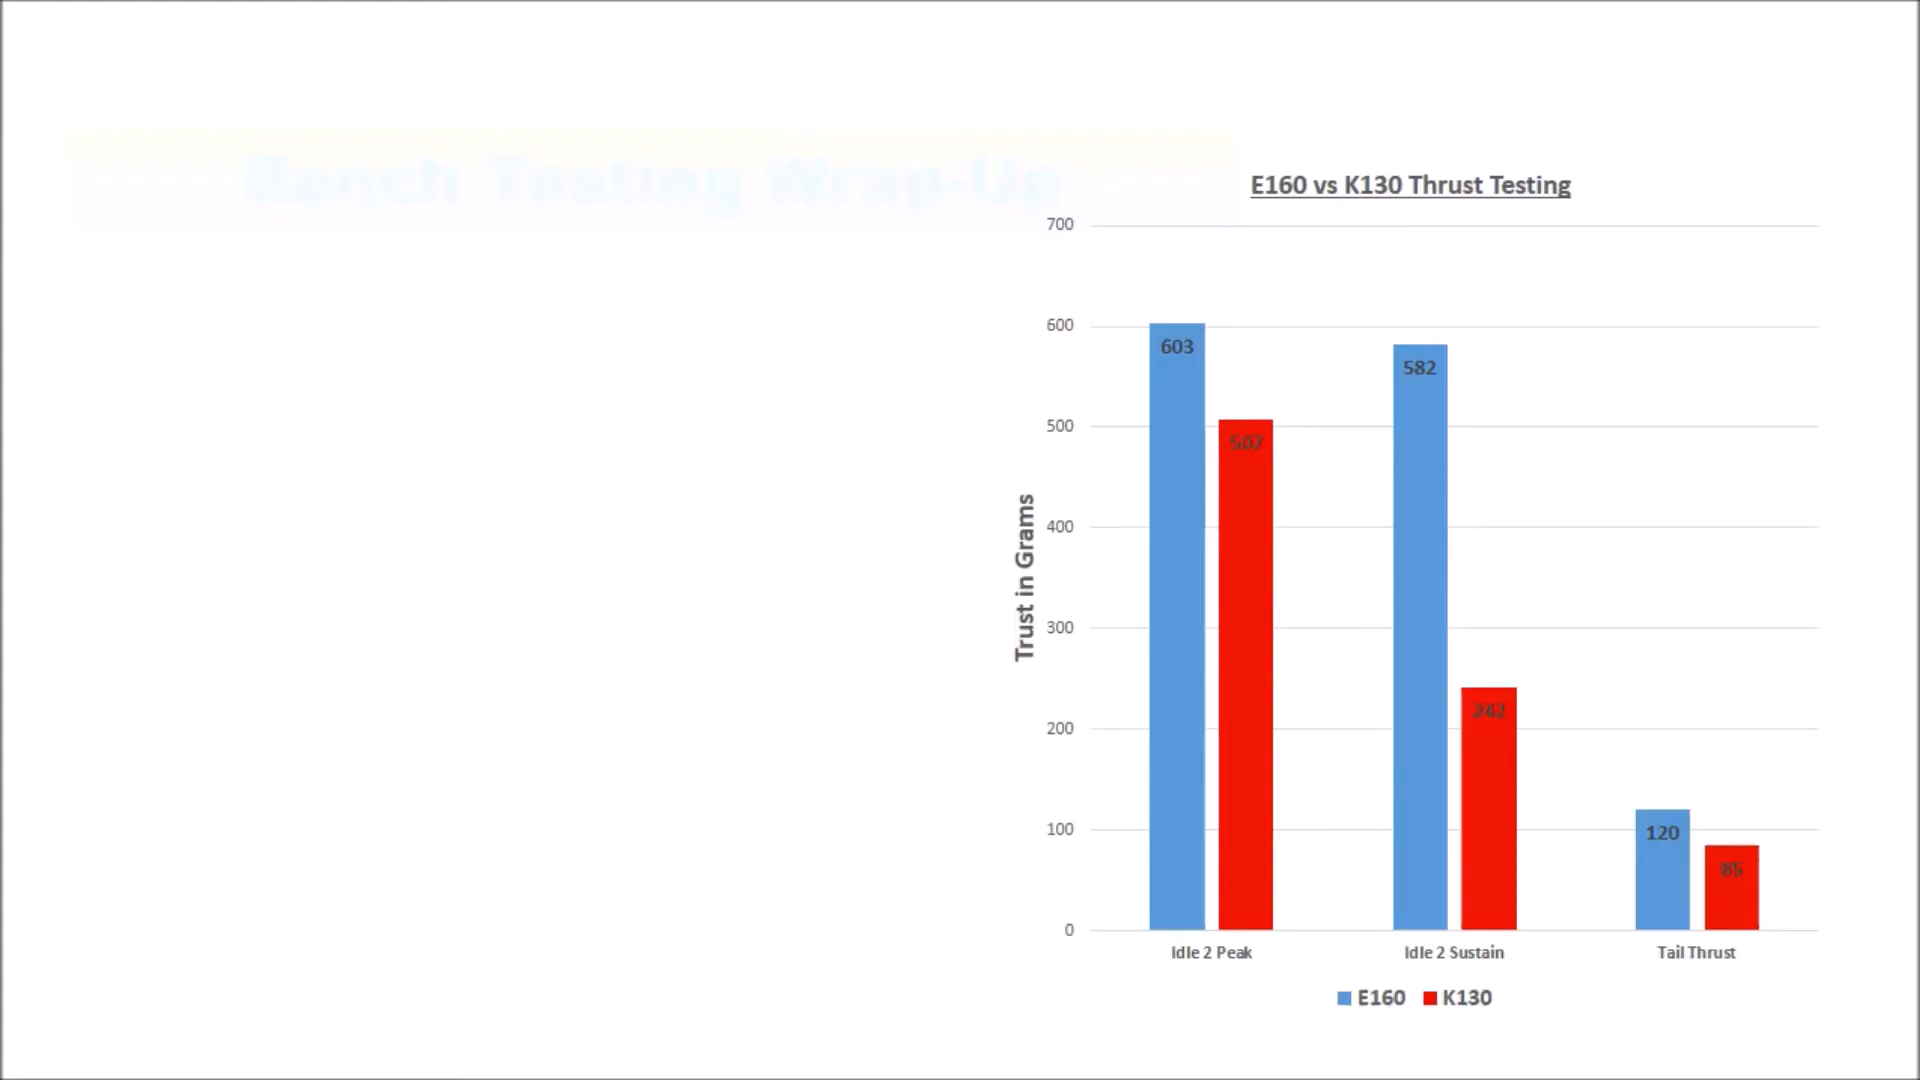 Bench Testing Wrap-Up
E160 vs K130 Thrust Testing
700
600
500
400
300
200
100
0
Trust in Grams
603
507
582
242
120
85
Idle 2 Peak
Idle 2 Sustain
Tail Thrust
E160
K130